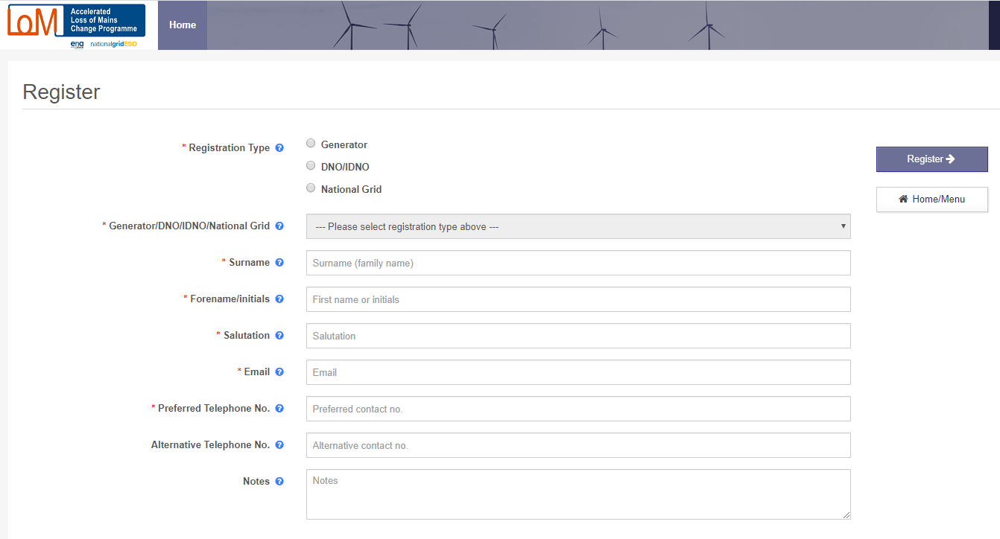 LoM
Accelerated
Loss of Mains
Change Programme
ena nationalgridESO
Home
Register
* Registration Type ?
Generator
DNO/IDNO
National Grid
Register
Home/Menu
* Generator/DNO/IDNO/National Grid ?
--- Please select registration type above ---
* Surname ?
Surname (family name)
* Forename/initials ?
First name or initials
* Salutation ?
Salutation
* Email ?
Email
* Preferred Telephone No. ?
Preferred contact no.
Alternative Telephone No. ?
Alternative contact no.
Notes ?
Notes